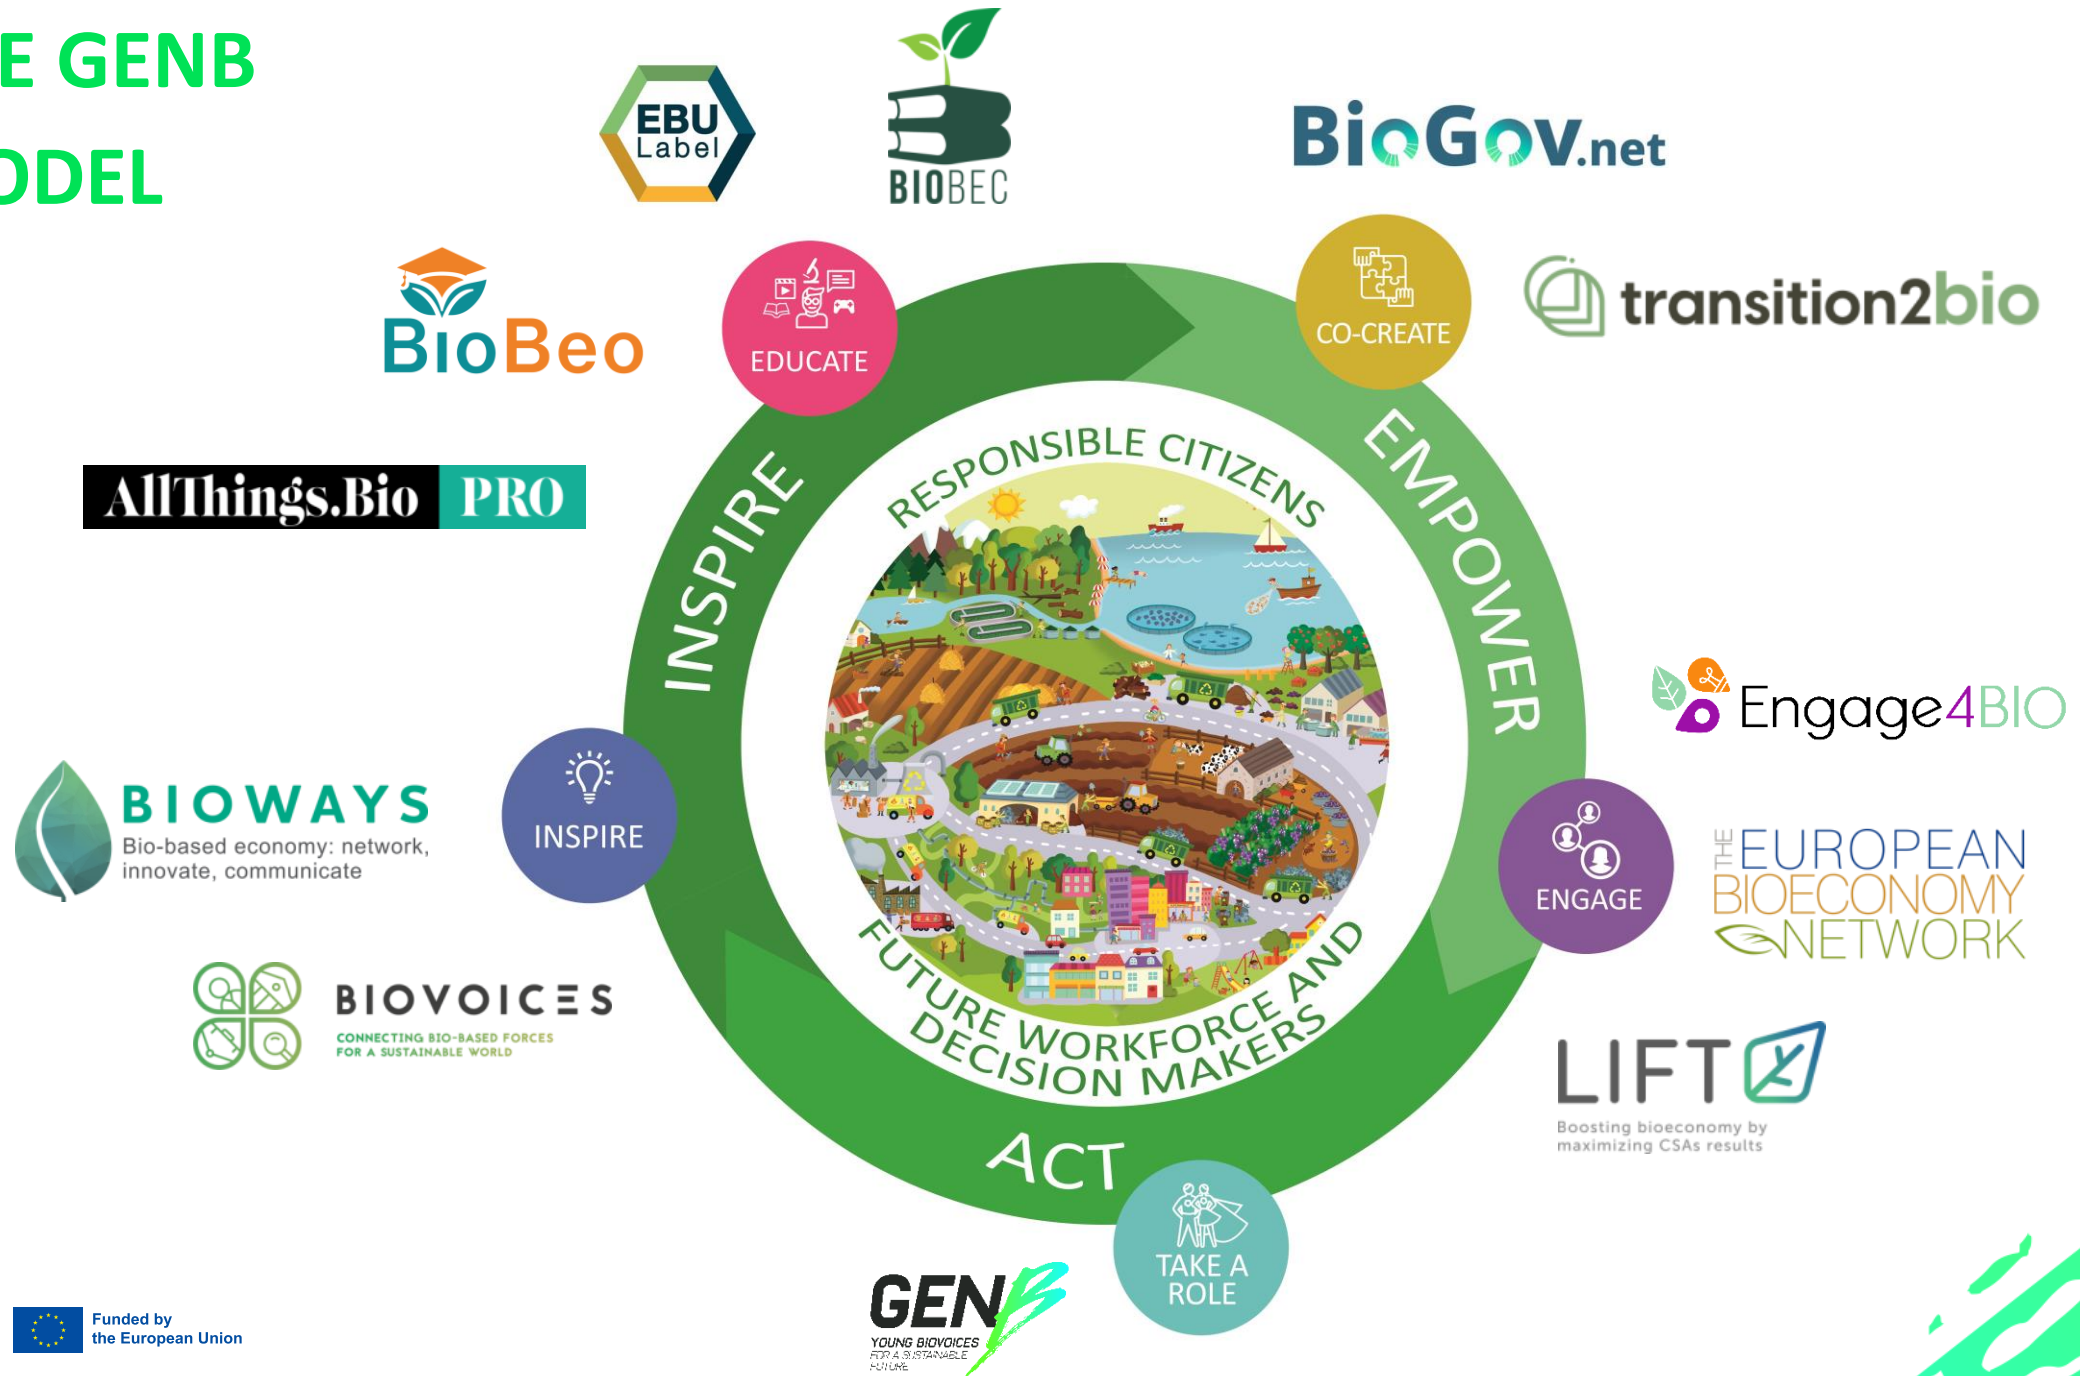 E GENB
ODEL
EBU
Label
BIOBEC
BioGov.net
BioBeo
EDUCATE
CO-CREATE
transition2bio
AllThings.Bio PRO
INSPIRE
EMPOWER
RESPONSIBLE CITIZENS
Engage4BIO
BIOWAYS
Bio-based economy: network,
innovate, communicate
INSPIRE
ENGAGE
THE EUROPEAN
BIOECONOMY
NETWORK
FUTURE WORKFORCE AND
DECISION MAKERS
BIOVOICES
CONNECTING BIO-BASED FORCES
FOR A SUSTAINABLE WORLD
LIFT
Boosting bioeconomy by
maximizing CSAs results
ACT
TAKE A
ROLE
GENB
YOUNG BIOVOICES
FOR A SUSTAINABLE
FUTURE
Funded by
the European Union